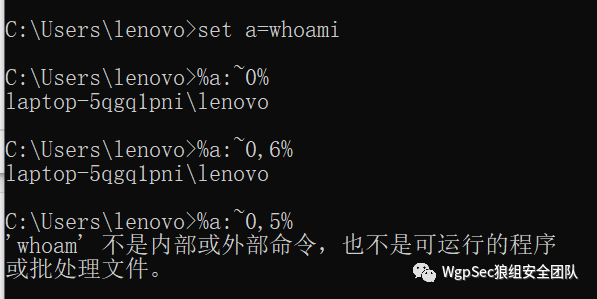 C:\Users\lenovo>set a=whoami
C:\Users\lenovo>%a:~0%
laptop-5qgq1pni\lenovo
C:\Users\lenovo>%a:~0,6%
laptop-5qgq1pni\lenovo
C:\Users\lenovo>%a:~0,5%
'whoam' 不是内部或外部命令，也不是可运行的程序
或批处理文件。
WgpSec狼组安全团队